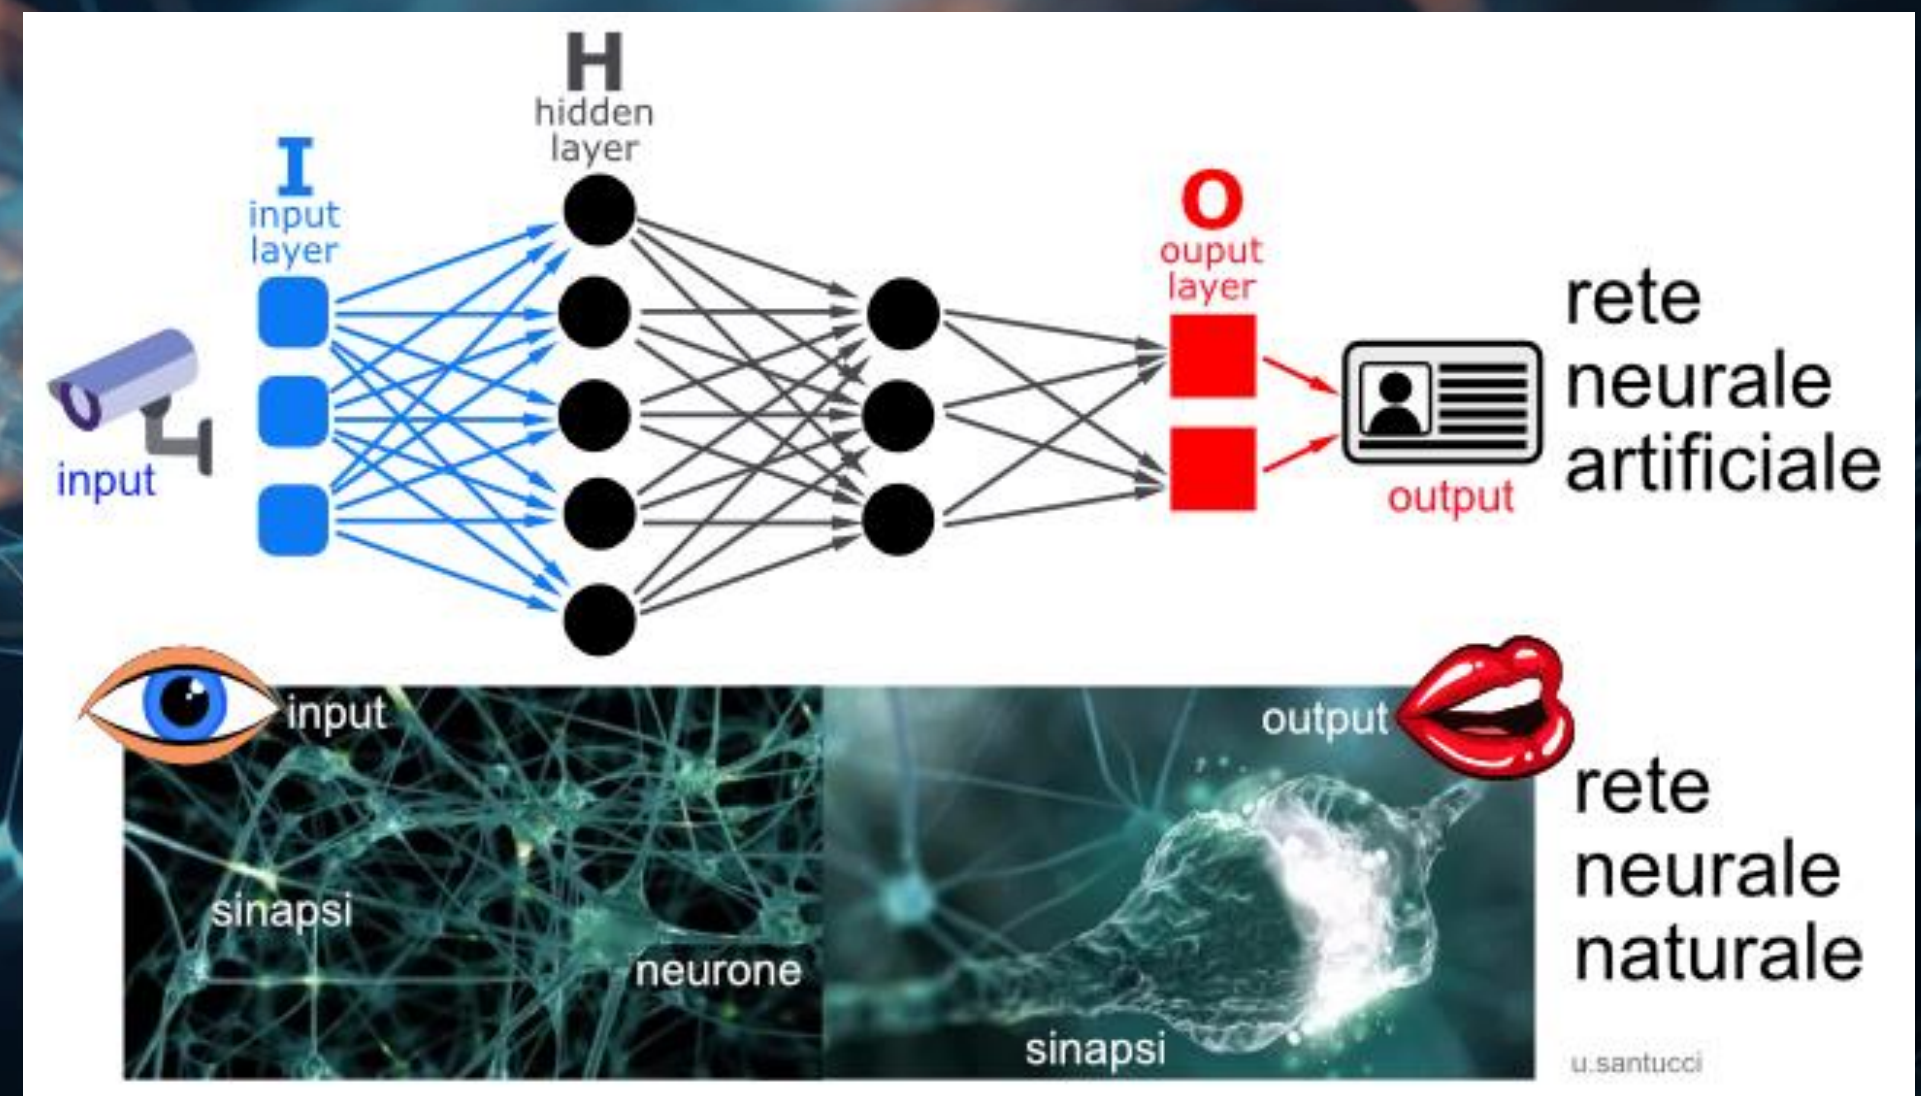 H
hidden
layer
I
input
layer
O
ouput
layer
input
output
rete
neurale
artificiale
input
output
sinapsi
neurone
sinapsi
rete
neurale
naturale
u.santucci